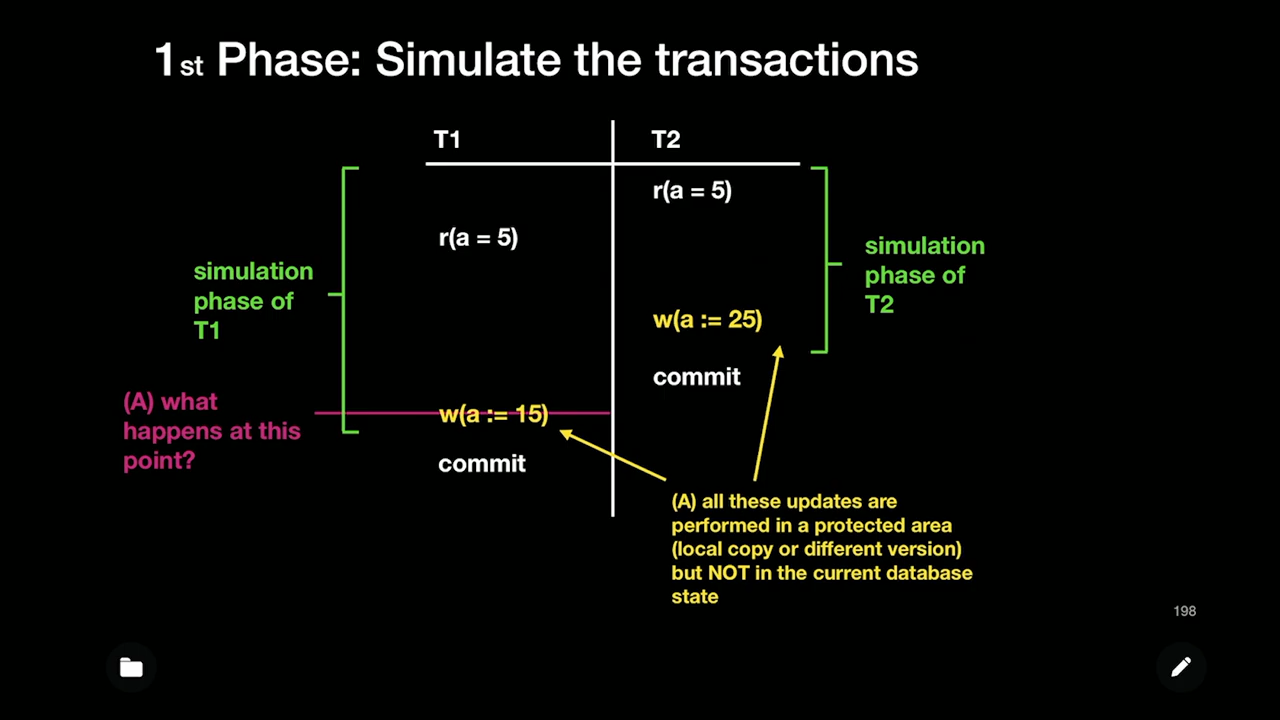 1st Phase: Simulate the transactions
T1
T2
r(a = 5)
r(a = 5)
simulation
phase of
T1
simulation
phase of
T2
w(a := 25)
commit
(A) what
happens at this
point?
w(a := 15)
commit
(A) all these updates are
performed in a protected area
(local copy or different version)
but NOT in the current database
state
198